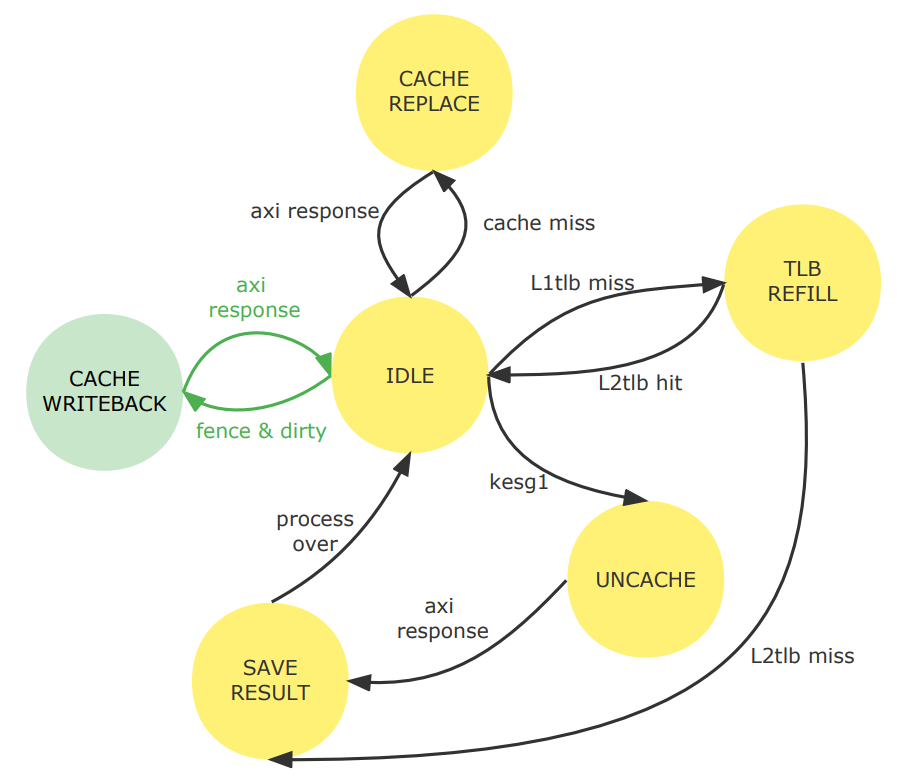 CACHE
REPLACE
axi response
cache miss
TLB
REFILL
L1tlb miss
axi
response
CACHE
WRITEBACK
IDLE
L2tlb hit
fence & dirty
kesg1
process
over
UNCACHE
axi
response
L2tlb miss
SAVE
RESULT